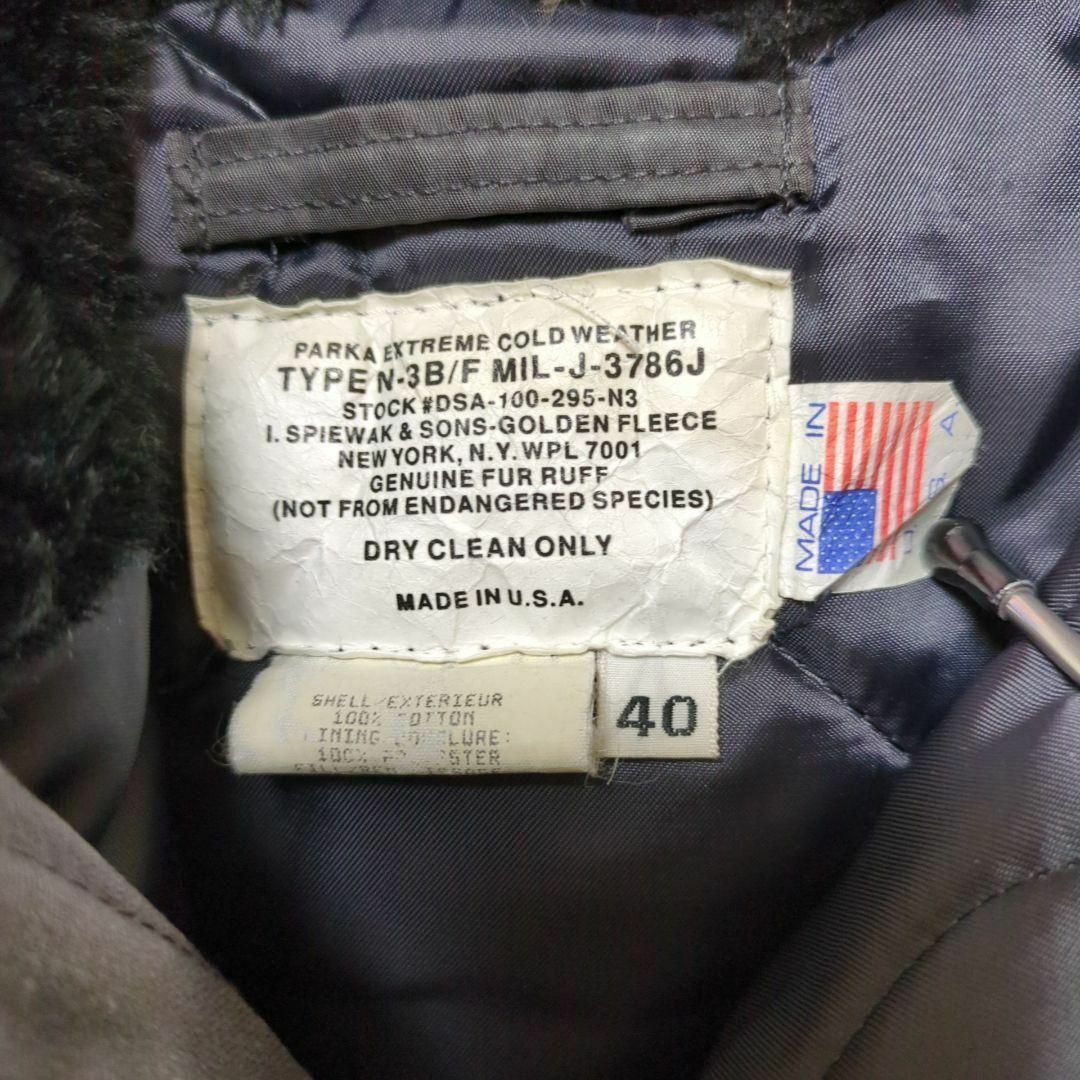 PARKA EXTREME COLD WEATHER
TYPE N-3B/F MIL-J-3786J
STOCK #DSA-100-295-N3
I. SPIEWAK & SONS-GOLDEN FLEECE
NEW YORK, N.Y. WPL 7001
GENUINE FUR RUFF
(NOT FROM ENDANGERED SPECIES)
DRY CLEAN ONLY
MADE IN U.S.A.
MADE IN
U.S.A
SHELL/EXTERIEUR
100% COTTON
100%
40